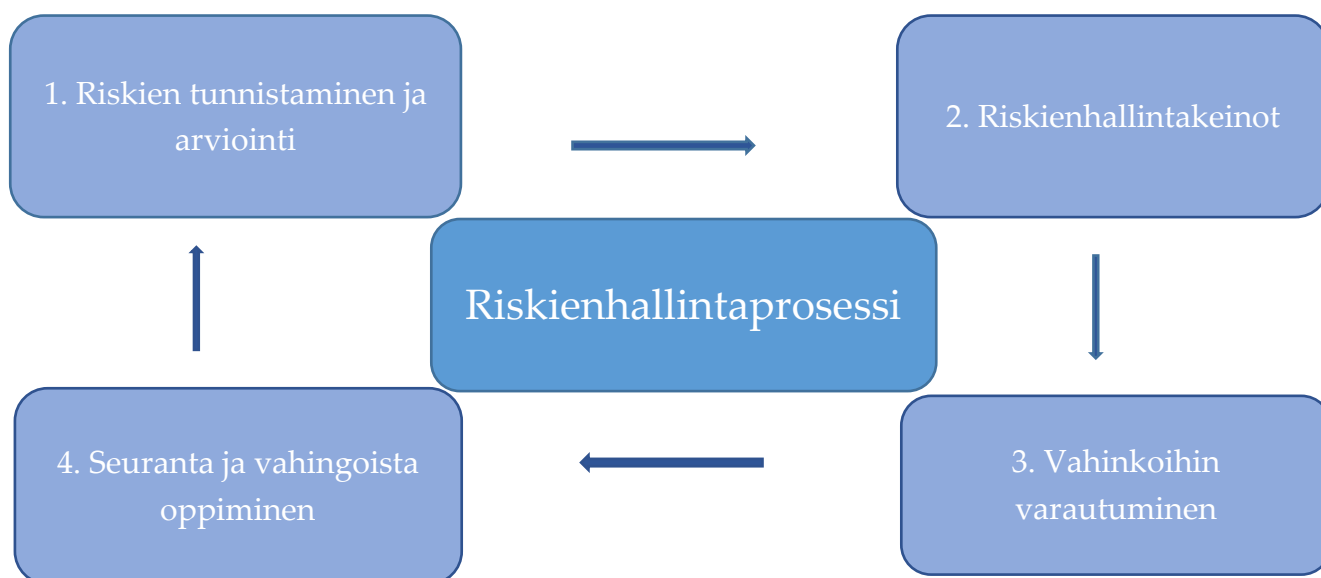 1. Riskien tunnistaminen ja
arviointi
2. Riskienhallintakeinot
Riskienhallintaprosessi
4. Seuranta ja vahingoista
oppiminen
3. Vahinkoihin
varautuminen